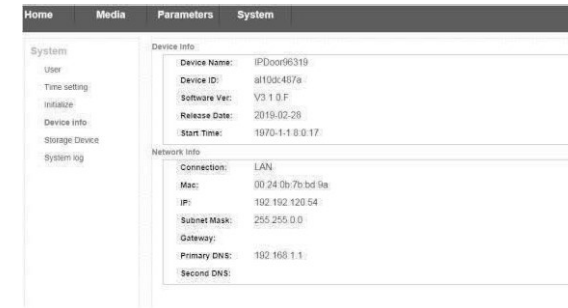 Home Media Parameters System
System
User
Time setting
Initialize
Device info
Storage Device
System log
Device Info
Device Name: IPDoor96319
Device ID: al10dc487a
Software Ver: V3.1.0.F
Release Date: 2019-02-28
Start Time: 1970-1-1 8:0:17
Network Info
Connection: LAN
Mac: 00:24:0b:7b:bd:9a
IP: 192.192.120.54
Subnet Mask: 255.255.0.0
Gateway:
Primary DNS: 192.168.1.1
Second DNS: